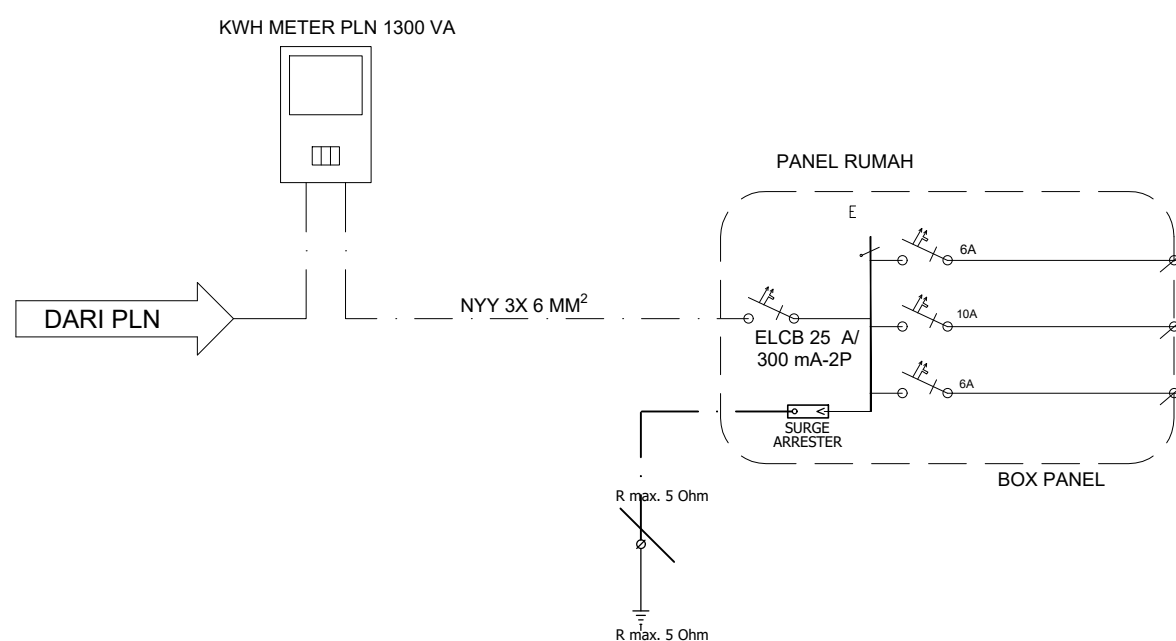 KWH METER PLN 1300 VA
PANEL RUMAH
E
6A
DARI PLN
NYY 3X 6 MM²
10A
ELCB 25 A/
300 mA-2P
6A
SURGE
ARRESTER
BOX PANEL
R max. 5 Ohm
R max. 5 Ohm